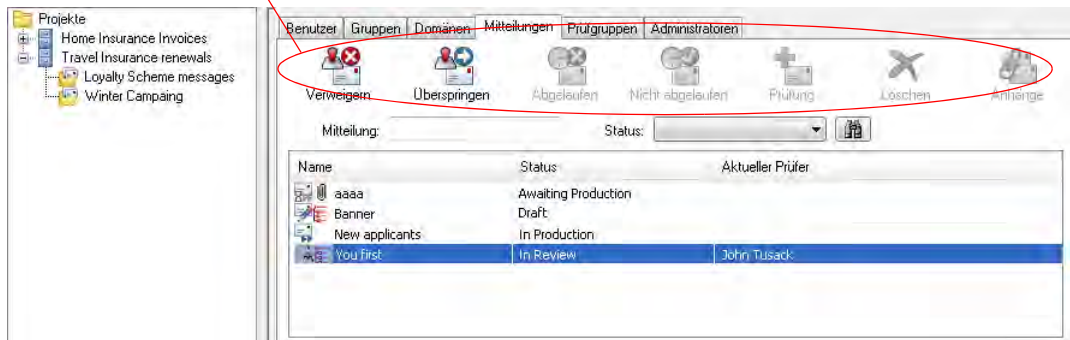 Projekte
Home Insurance Invoices
Travel Insurance renewals
Loyalty Scheme messages
Winter Campaing
Benutzer Gruppen Domänen Mitteilungen Prüfgruppen Administratoren
Verweigern Überspringen Abgelaufen Nicht abgelaufen Prüfung Löschen Anhänge
Mitteilung: Status:
Name Status Aktueller Prüfer
aaaa Awaiting Production
Banner Draft
New applicants In Production
You first In Review John Tusack